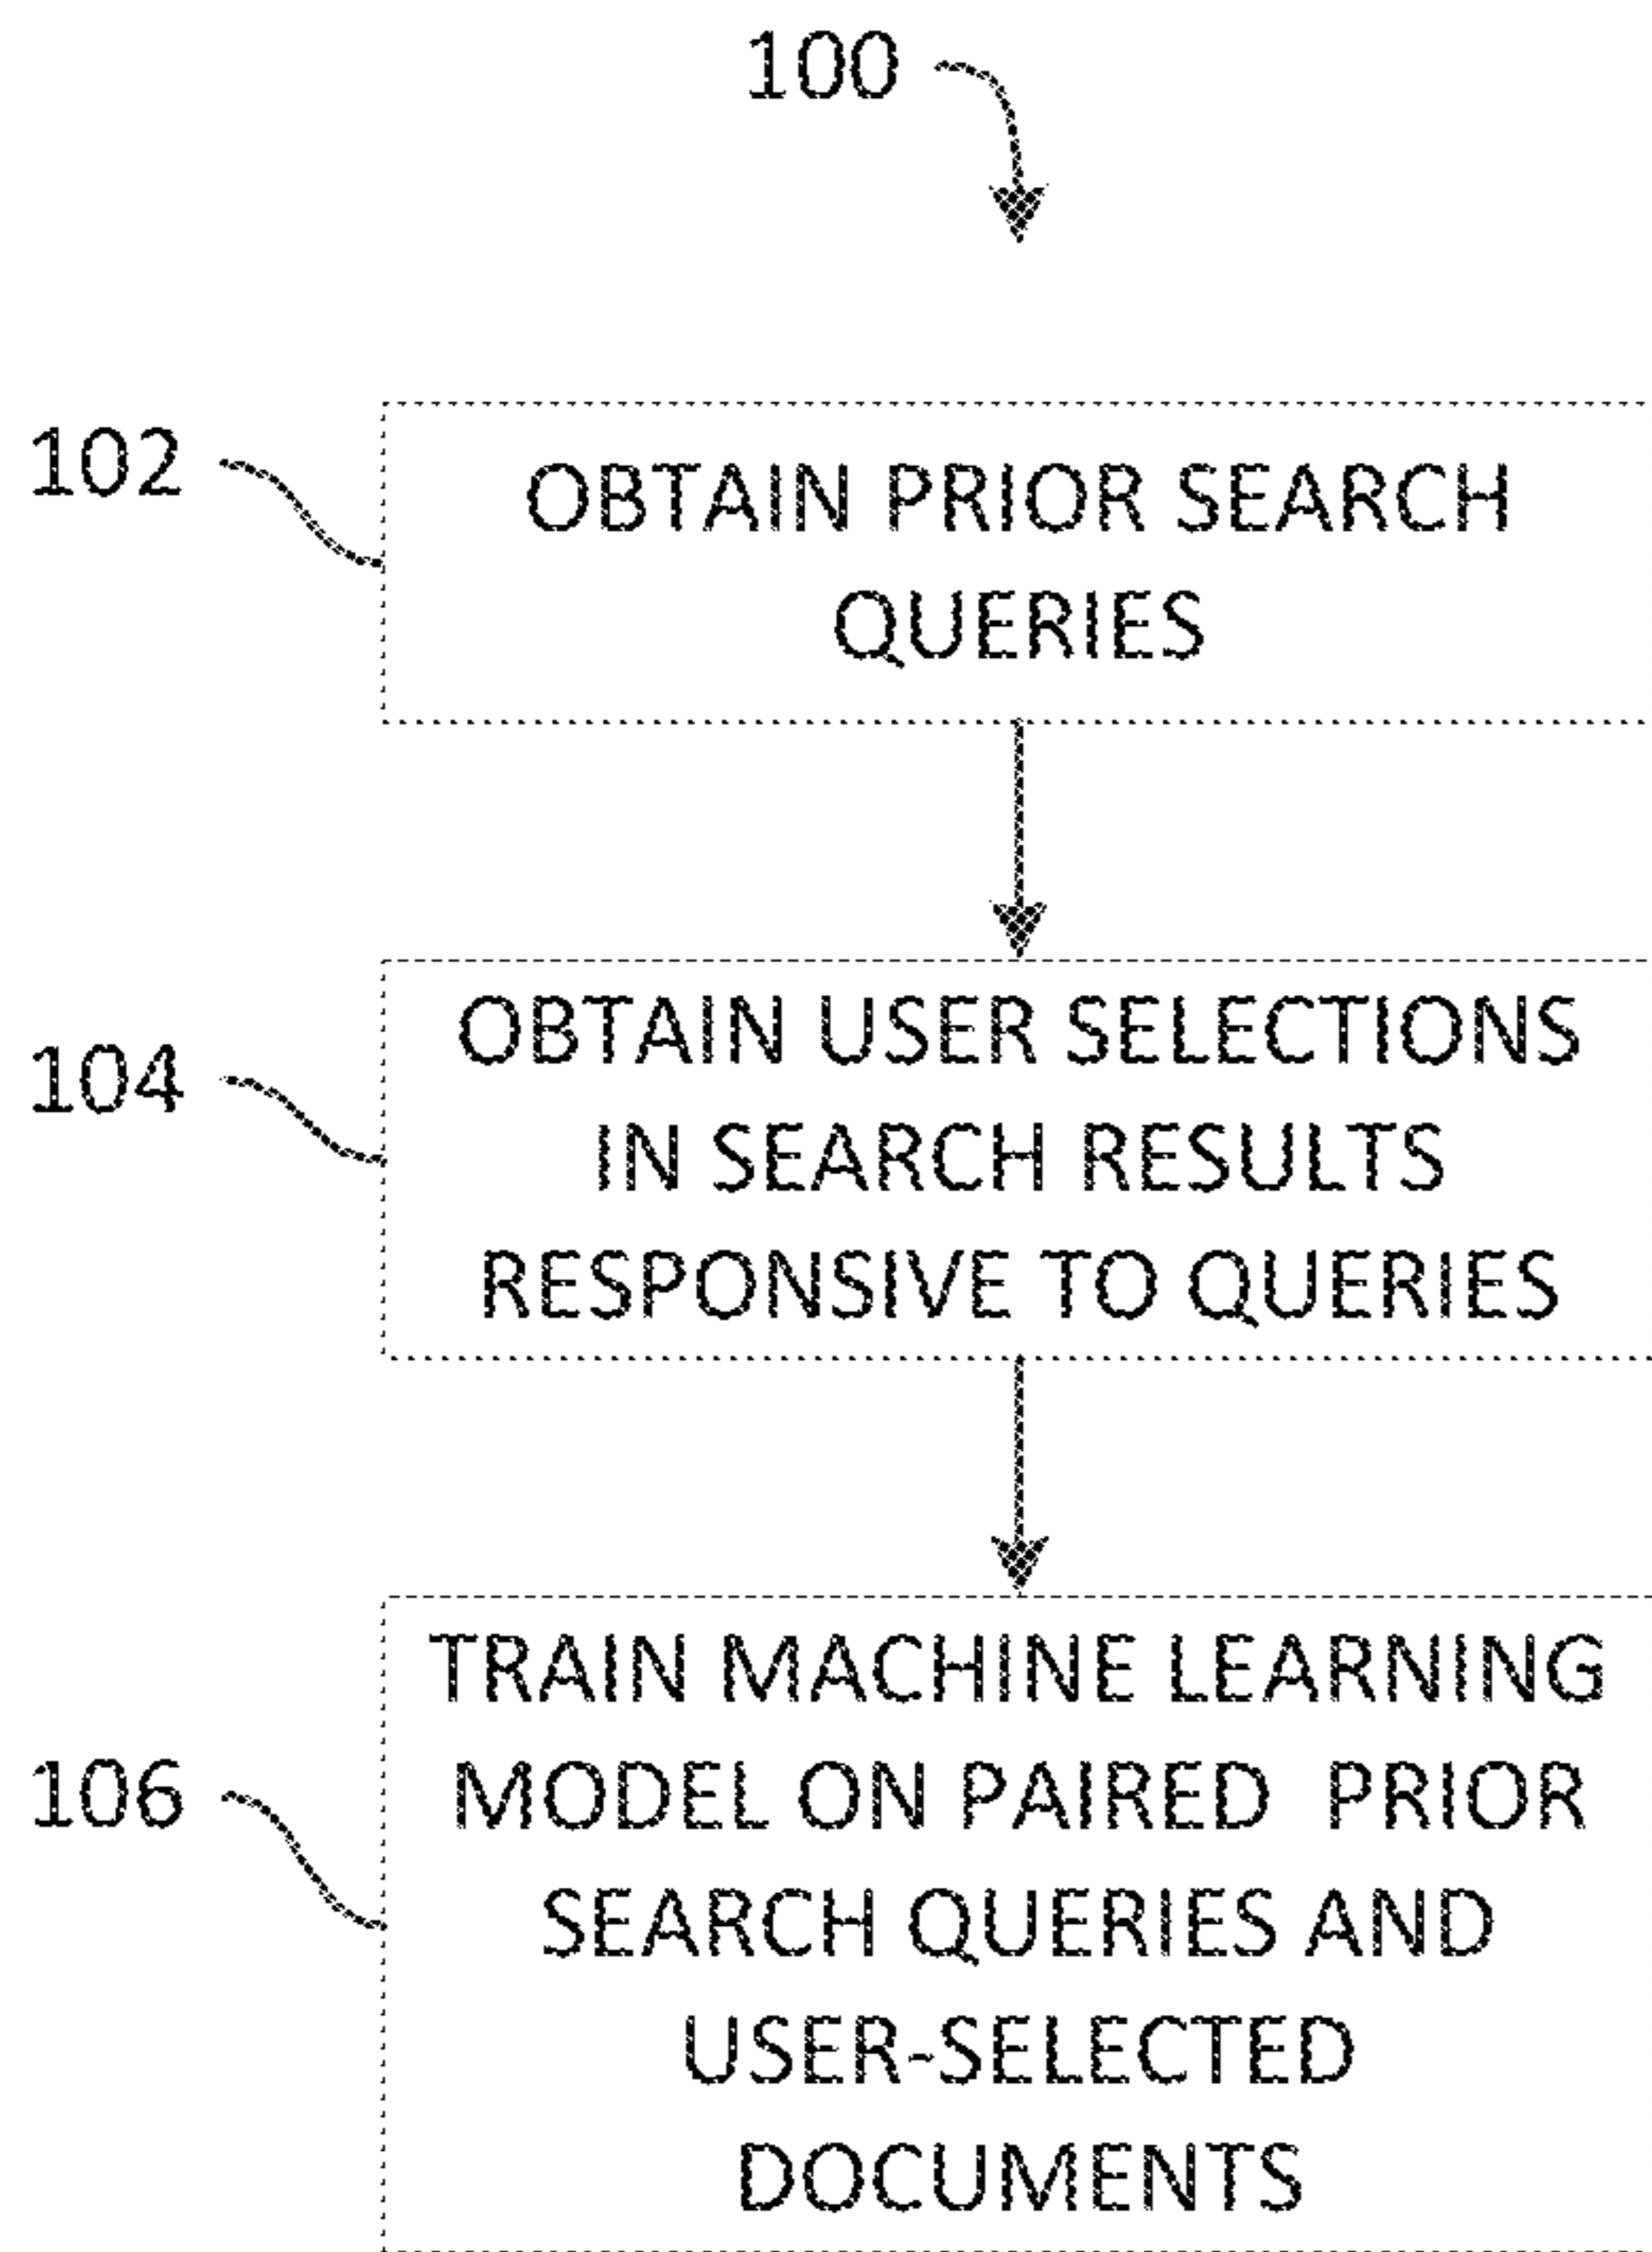 100
102
OBTAIN PRIOR SEARCH
QUERIES
104
OBTAIN USER SELECTIONS
IN SEARCH RESULTS
RESPONSIVE TO QUERIES
106
TRAIN MACHINE LEARNING
MODEL ON PAIRED PRIOR
SEARCH QUERIES AND
USER-SELECTED
DOCUMENTS